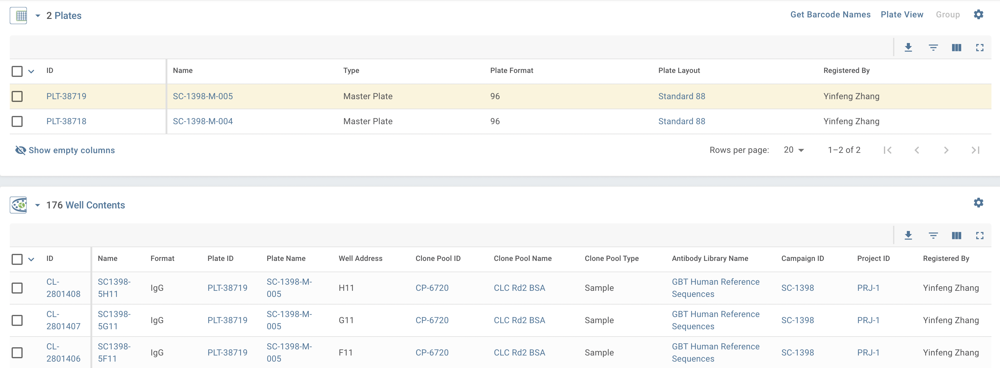 2 Plates
Get Barcode Names Plate View Group
ID Name Type Plate Format Plate Layout Registered By
PLT-38719 SC-1398-M-005 Master Plate 96 Standard 88 Yinfeng Zhang
PLT-38718 SC-1398-M-004 Master Plate 96 Standard 88 Yinfeng Zhang
Show empty columns Rows per page: 20 1–2 of 2
176 Well Contents
ID Name Format Plate ID Plate Name Well Address Clone Pool ID Clone Pool Name Clone Pool Type Antibody Library Name Campaign ID Project ID Registered By
CL- SC1398- SC-1398-M- GBT Human Reference
IgG PLT-38719 H11 CP-6720 CLC Rd2 BSA Sample SC-1398 PRJ-1 Yinfeng Zhang
2801408 5H11 005 Sequences
CL- SC1398- SC-1398-M- GBT Human Reference
IgG PLT-38719 G11 CP-6720 CLC Rd2 BSA Sample SC-1398 PRJ-1 Yinfeng Zhang
2801407 5G11 005 Sequences
CL- SC1398- SC-1398-M- GBT Human Reference
IgG PLT-38719 F11 CP-6720 CLC Rd2 BSA Sample SC-1398 PRJ-1 Yinfeng Zhang
2801406 5F11 005 Sequences